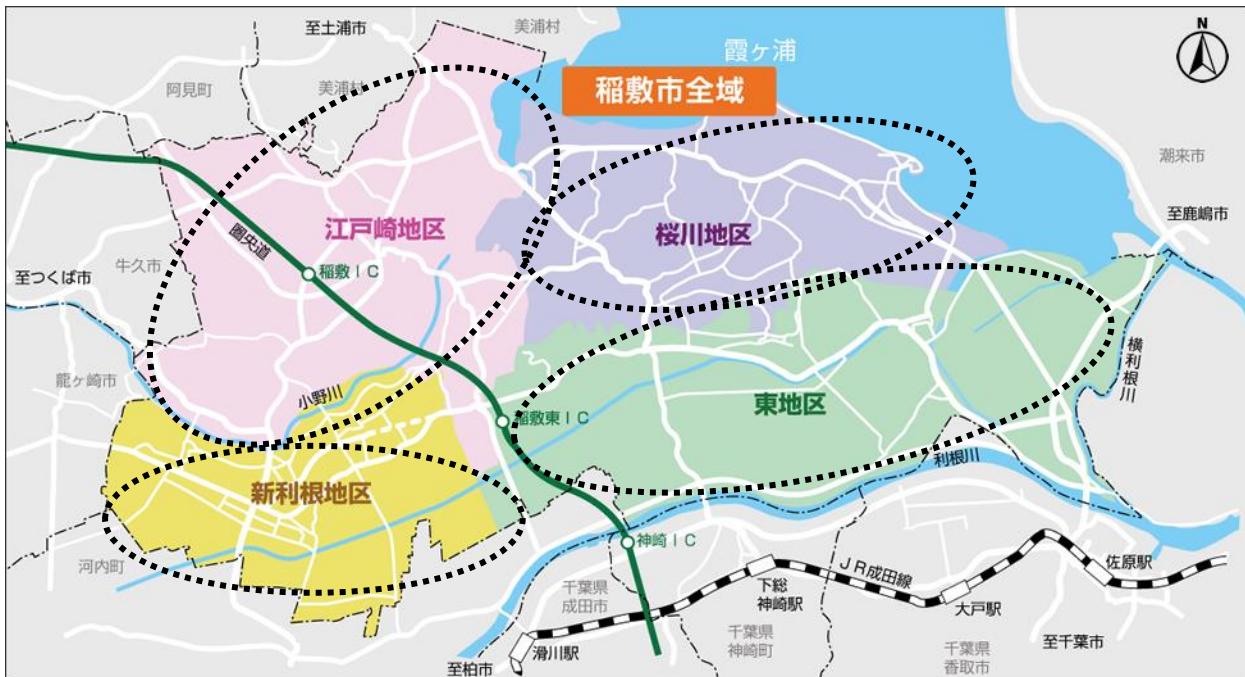 至土浦市
美浦村
N
霞ヶ浦
稲敷市全域
阿見町
美浦村
潮来市
至鹿嶋市
江戸崎地区
桜川地区
圏央道
牛久市
至つくば市
稲敷IC
横利根川
龍ヶ崎市
小野川
東地区
稲敷東IC
利根川
新利根地区
神崎IC
河内町
JR成田線
佐原駅
千葉県
成田市
下総
神崎駅
大戸駅
千葉県
神崎町
至千葉市
滑川駅
至柏市
千葉県
香取市